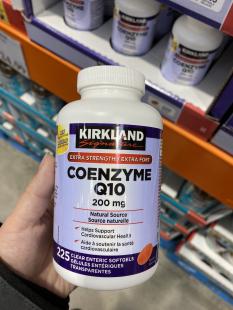 KIRKLAND
Signature
EXTRA STRENGTH / EXTRA FORT
COENZYME
Q10
200 mg
Natural Source
Source naturelle
Helps Support
Cardiovascular Health
Aide à soutenir la santé
cardiovasculaire
225 CLEAR ENTERIC SOFTGELS
GÉLULES ENTÉRIQUES
TRANSPARENTES